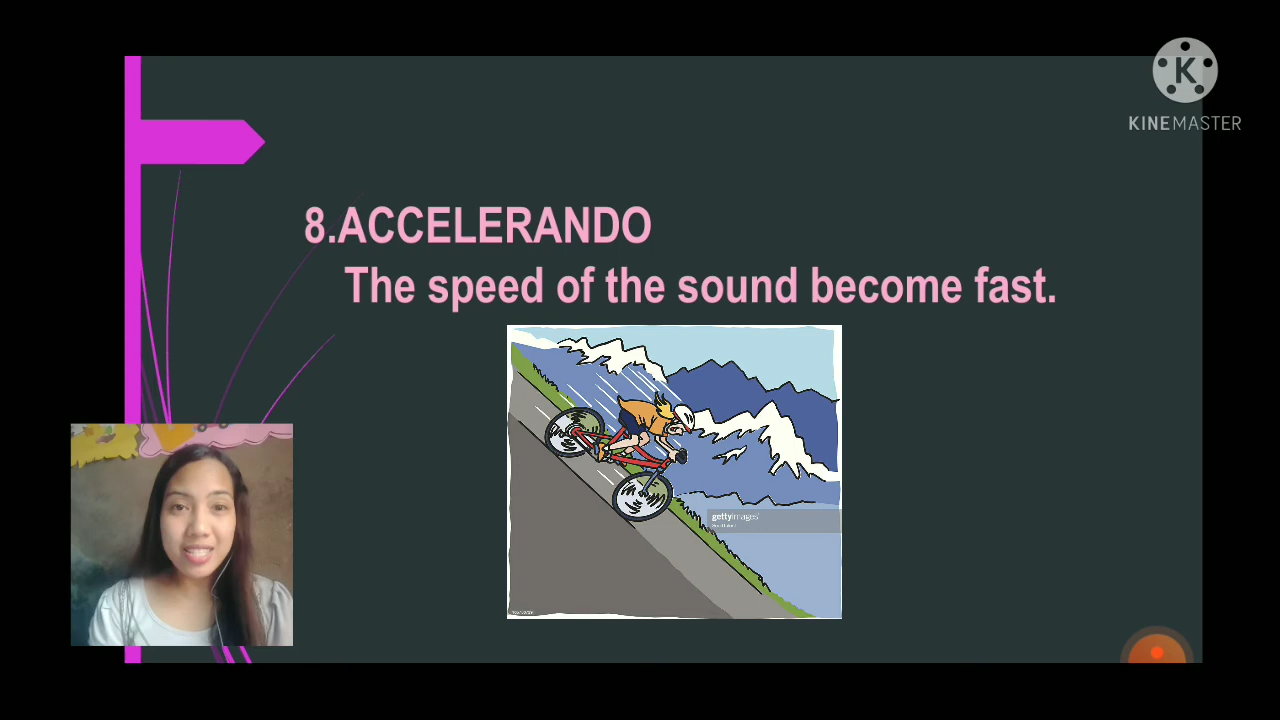 K
KINEMASTER
8.ACCELERANDO
The speed of the sound become fast.
gettyimages